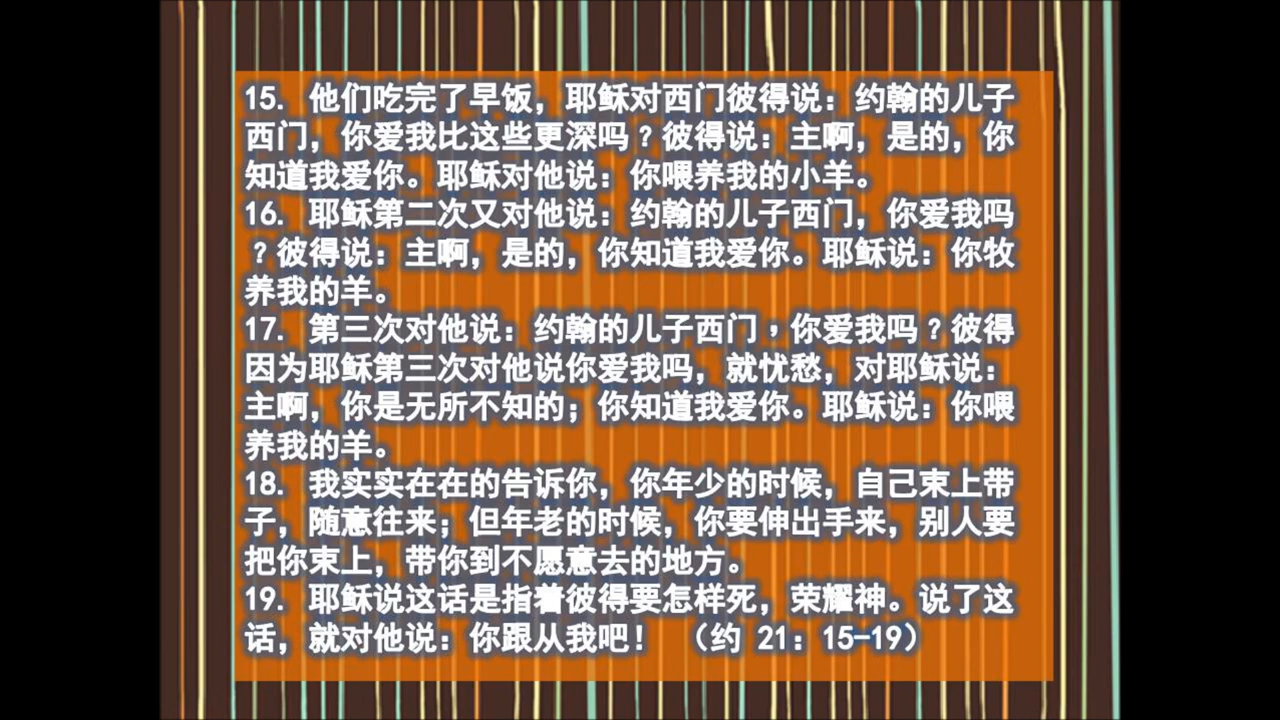 15. 他们吃完了早饭，耶稣对西门彼得说：约翰的儿子
西门，你爱我比这些更深吗﹖彼得说：主啊，是的，你
知道我爱你。耶稣对他说：你喂养我的小羊。
16. 耶稣第二次又对他说：约翰的儿子西门，你爱我吗
﹖彼得说：主啊，是的，你知道我爱你。耶稣说：你牧
养我的羊。
17. 第三次对他说：约翰的儿子西门，你爱我吗﹖彼得
因为耶稣第三次对他说你爱我吗，就忧愁，对耶稣说：
主啊，你是无所不知的；你知道我爱你。耶稣说：你喂
养我的羊。
18. 我实实在在的告诉你，你年少的时候，自己束上带
子，随意往来；但年老的时候，你要伸出手来，别人要
把你束上，带你到不愿意去的地方。
19. 耶稣说这话是指着彼得要怎样死，荣耀神。说了这
话，就对他说：你跟从我吧！ （约 21：15-19）